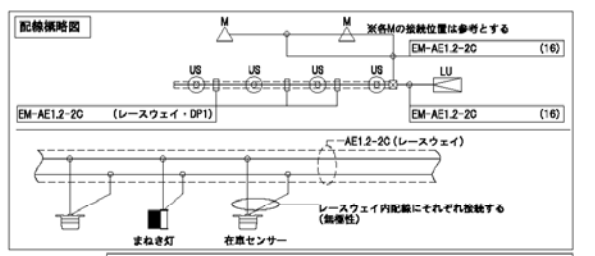 配線概略図
M M ※各Mの接続位置は参考とする
EM-AE1.2-2C (16)
US US US US LU
EM-AE1.2-2C (レースウェイ・DP1) EM-AE1.2-2C (16)
AE1.2-2C (レースウェイ)
レースウェイ内配線にそれぞれ接続する
(無極性)
まねき灯 在車センサー